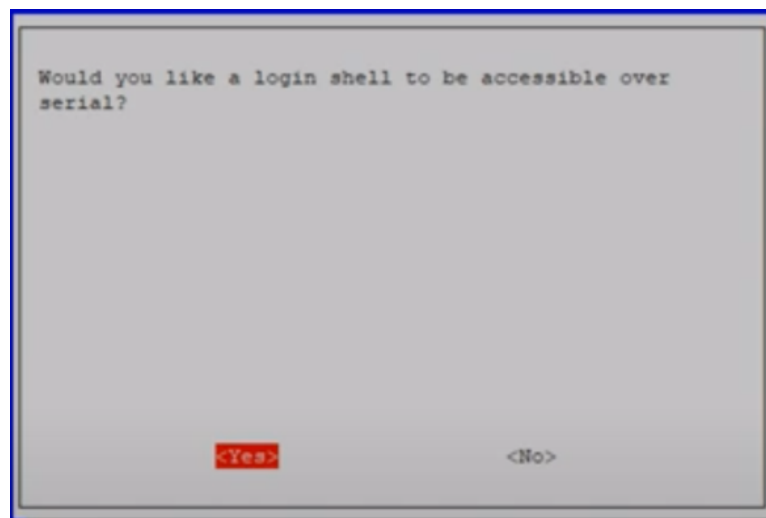 Would you like a login shell to be accessible over
serial?
<Yes> <No>